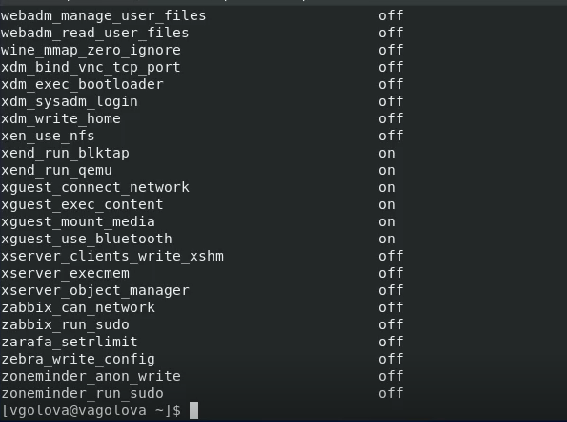 webadm_manage_user_files off
webadm_read_user_files off
wine_mmap_zero_ignore off
xdm_bind_vnc_tcp_port off
xdm_exec_bootloader off
xdm_sysadm_login off
xdm_write_home off
xen_use_nfs off
xend_run_blktap on
xend_run_qemu on
xguest_connect_network on
xguest_exec_content on
xguest_mount_media on
xguest_use_bluetooth on
xserver_clients_write_xshm off
xserver_execmem off
xserver_object_manager off
zabbix_can_network off
zabbix_run_sudo off
zarafa_setrlimit off
zebra_write_config off
zoneminder_anon_write off
zoneminder_run_sudo off
[vgolova@vagolova ~]$